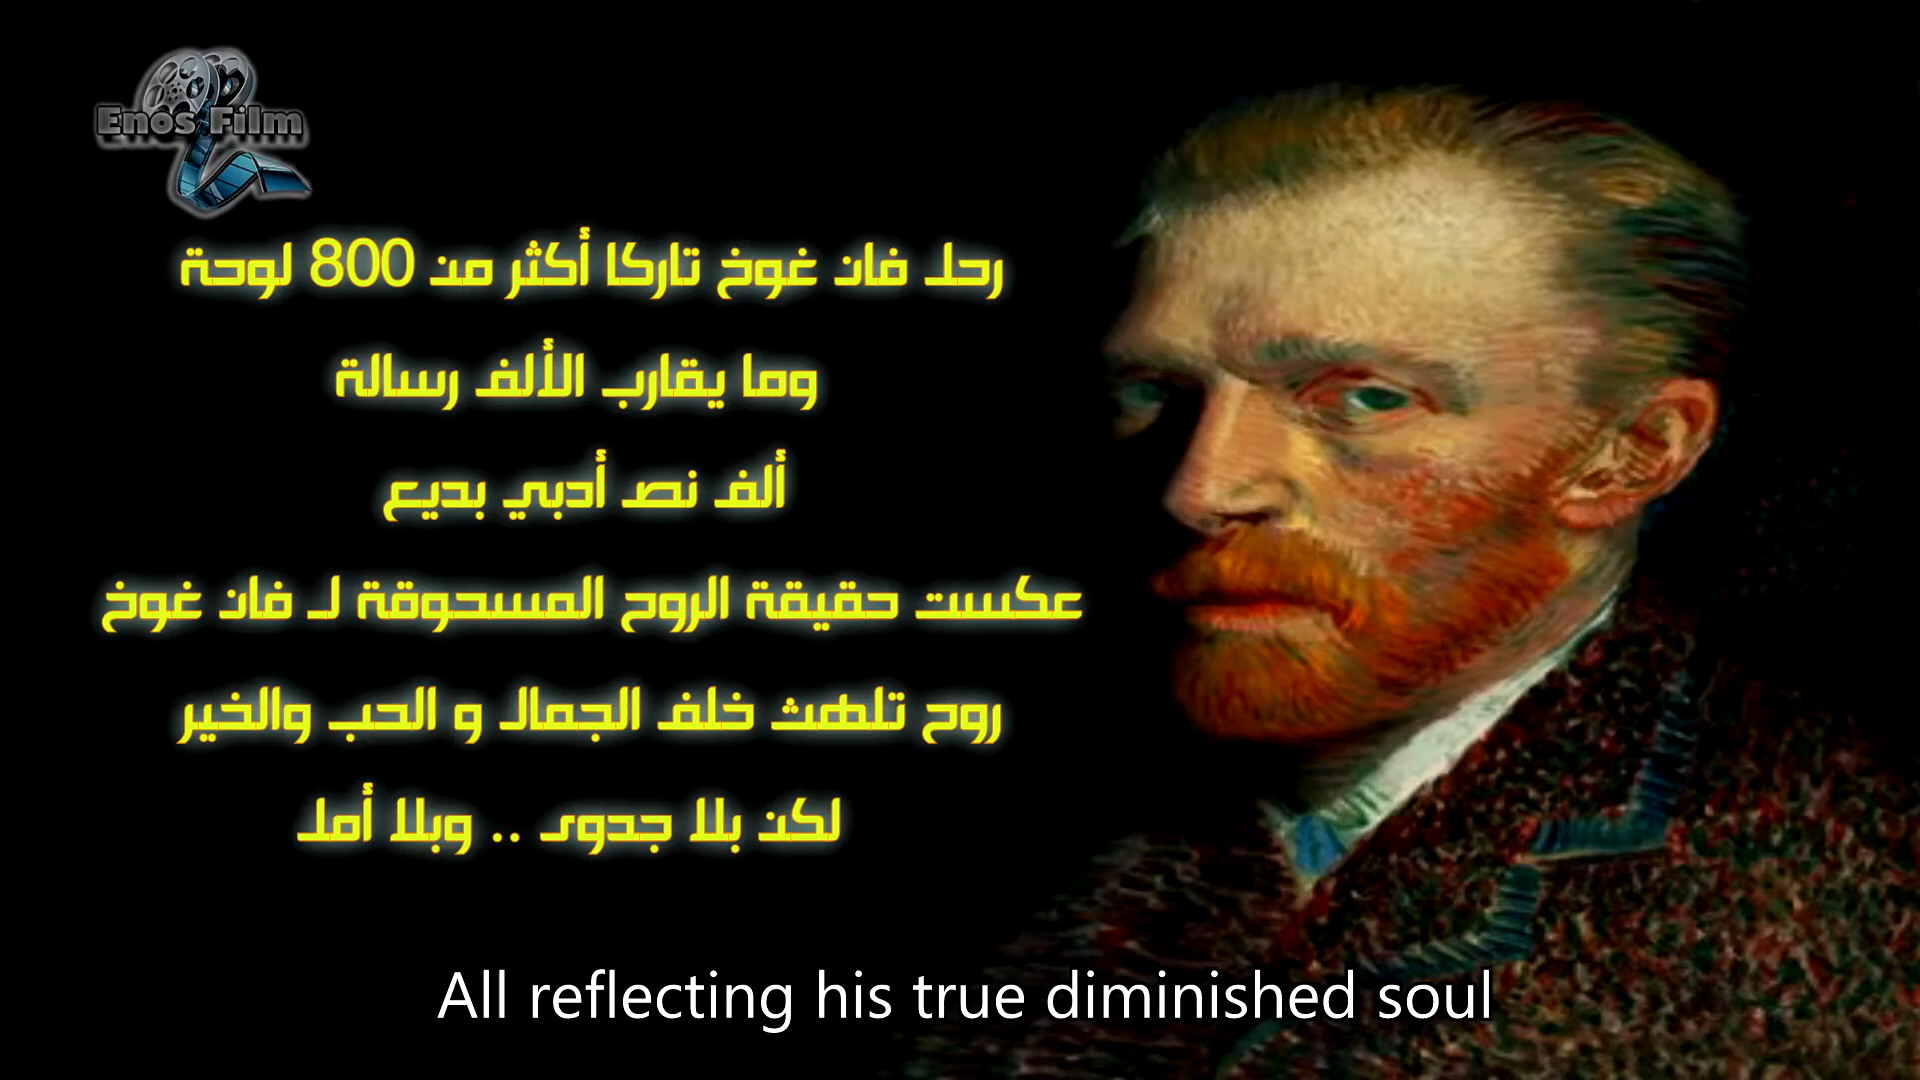 Enos Film
رحل فان غوخ تاركا أكثر من 800 لوحة
وما يقارب الألف رسالة
ألف نص أدبي بديع
عكست حقيقة الروح المسحوقة لـ فان غوخ
روح تلهث خلف الجمال و الحب والخير
لكن بلا جدوى .. وبلا أمل
All reflecting his true diminished soul